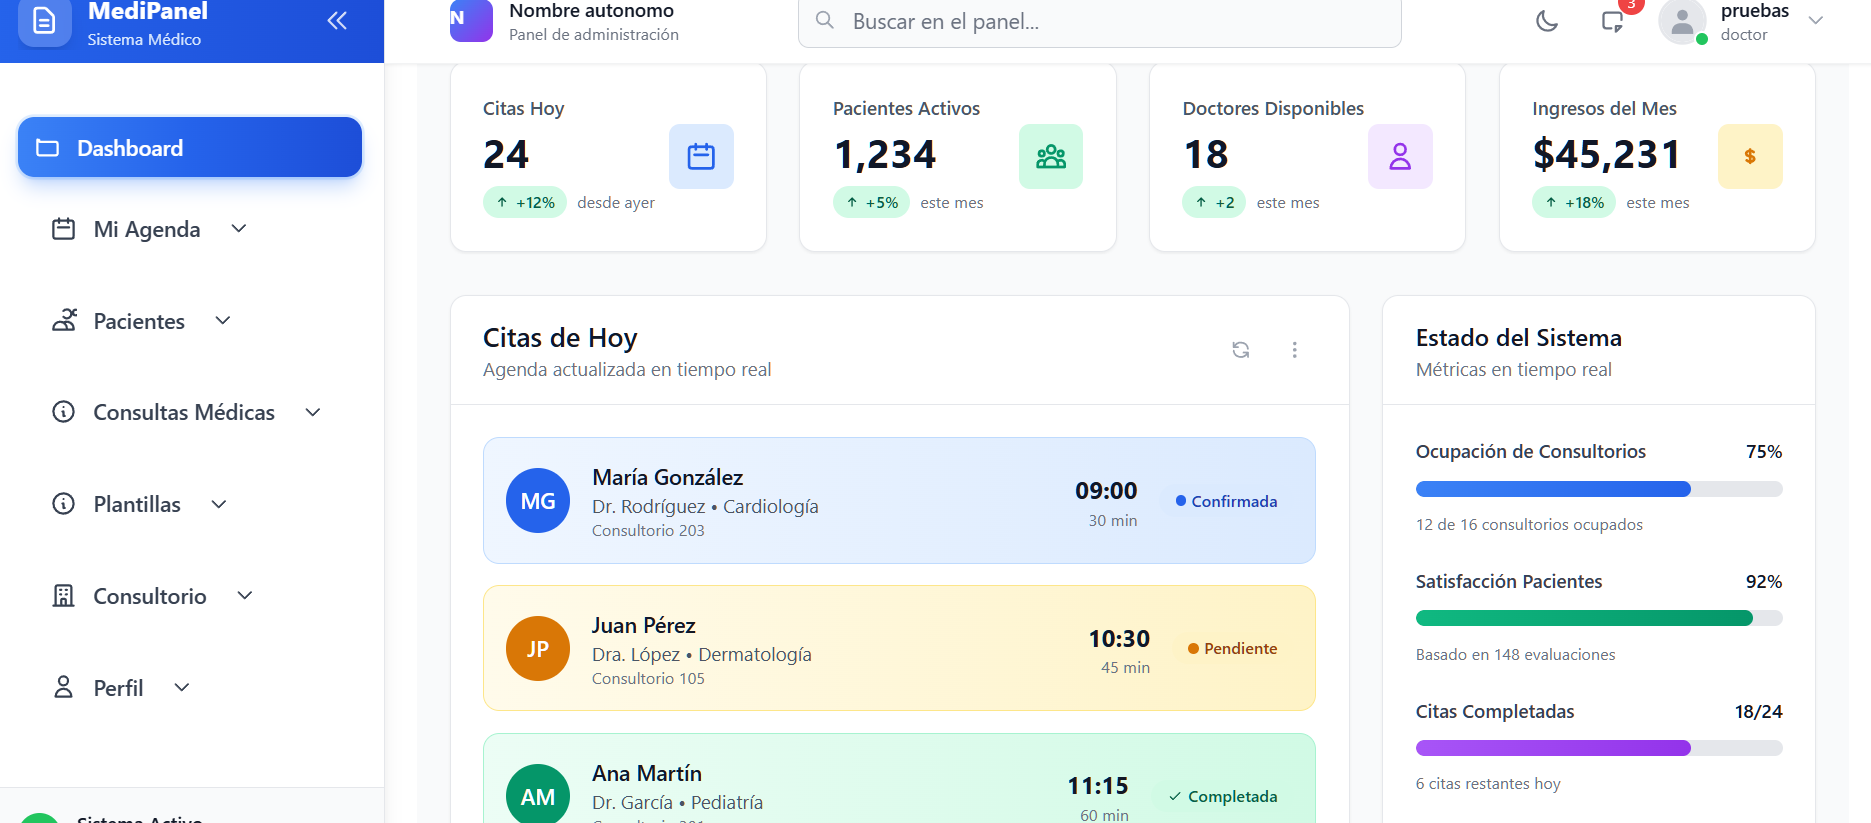 MediPanel
Sistema Médico
Dashboard
Mi Agenda
Pacientes
Consultas Médicas
Plantillas
Consultorio
Perfil
Sistema Activo
N
Nombre autonomo
Panel de administración
Buscar en el panel...
3
pruebas
doctor
Citas Hoy
24
+12% desde ayer
Pacientes Activos
1,234
+5% este mes
Doctores Disponibles
18
+2 este mes
Ingresos del Mes
$45,231
$
+18% este mes
Citas de Hoy
Agenda actualizada en tiempo real
MG
María González
Dr. Rodríguez • Cardiología
Consultorio 203
09:00
30 min
Confirmada
JP
Juan Pérez
Dra. López • Dermatología
Consultorio 105
10:30
45 min
Pendiente
AM
Ana Martín
Dr. García • Pediatría
11:15
60 min
Completada
Estado del Sistema
Métricas en tiempo real
Ocupación de Consultorios 75%
12 de 16 consultorios ocupados
Satisfacción Pacientes 92%
Basado en 148 evaluaciones
Citas Completadas 18/24
6 citas restantes hoy